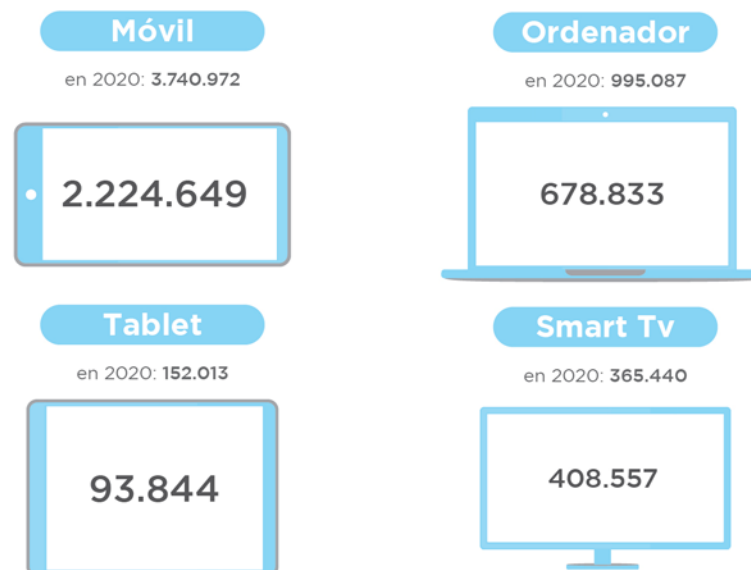 Móvil
en 2020: 3.740.972
2.224.649
Ordenador
en 2020: 995.087
678.833
Tablet
en 2020: 152.013
93.844
Smart Tv
en 2020: 365.440
408.557